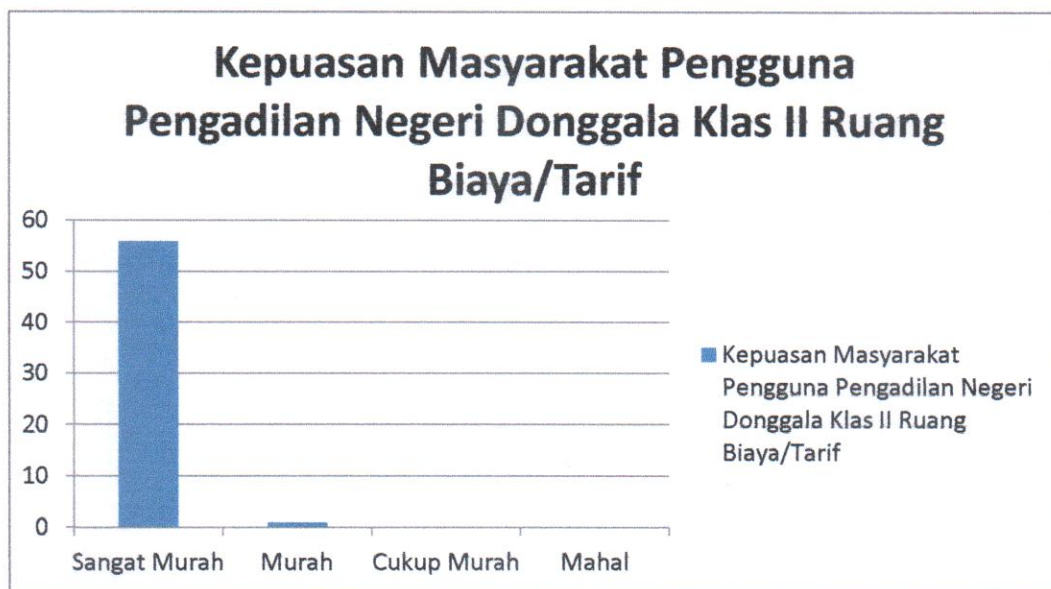 Kepuasan Masyarakat Pengguna
Pengadilan Negeri Donggala Klas II Ruang
Biaya/Tarif
60
50
40
30
20
10
0
Sangat Murah Murah Cukup Murah Mahal
Kepuasan Masyarakat
Pengguna Pengadilan Negeri
Donggala Klas II Ruang
Biaya/Tarif